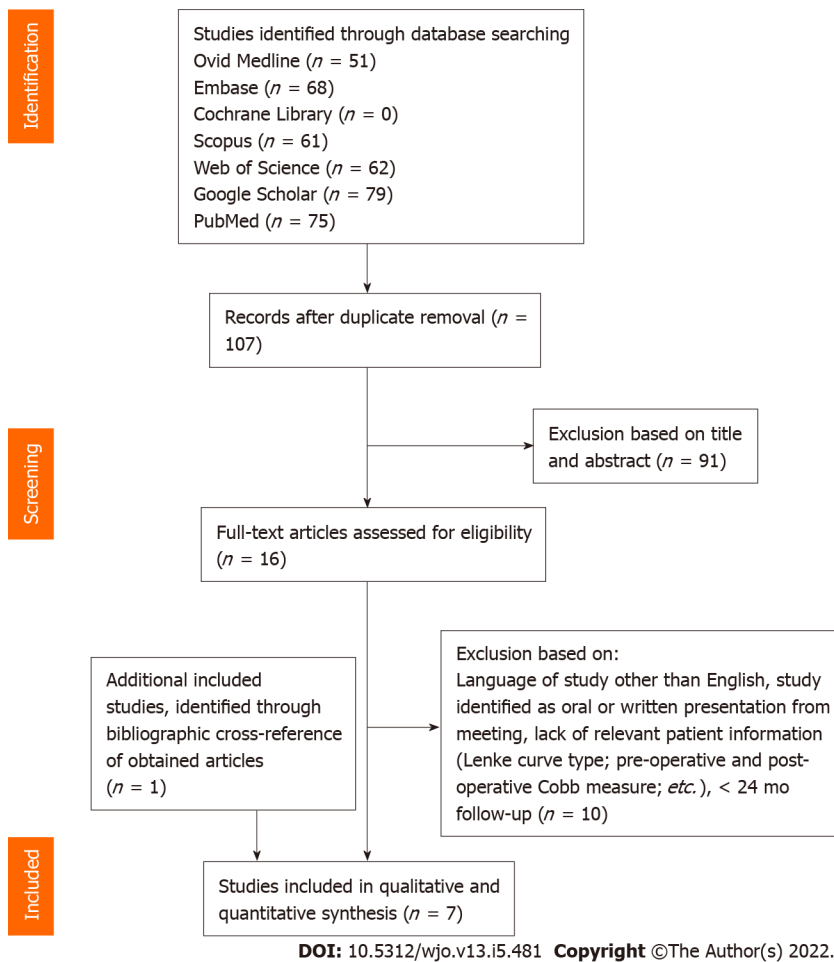 Identification
Studies identified through database searching
Ovid Medline (n = 51)
Embase (n = 68)
Cochrane Library (n = 0)
Scopus (n = 61)
Web of Science (n = 62)
Google Scholar (n = 79)
PubMed (n = 75)
Records after duplicate removal (n =
107)
Screening
Exclusion based on title
and abstract (n = 91)
Full-text articles assessed for eligibility
(n = 16)
Additional included
studies, identified through
bibliographic cross-reference
of obtained articles
(n = 1)
Exclusion based on:
Language of study other than English, study
identified as oral or written presentation from
meeting, lack of relevant patient information
(Lenke curve type; pre-operative and post-
operative Cobb measure; etc.), < 24 mo
follow-up (n = 10)
Included
Studies included in qualitative and
quantitative synthesis (n = 7)
DOI: 10.5312/wjo.v13.i5.481 Copyright ©The Author(s) 2022.